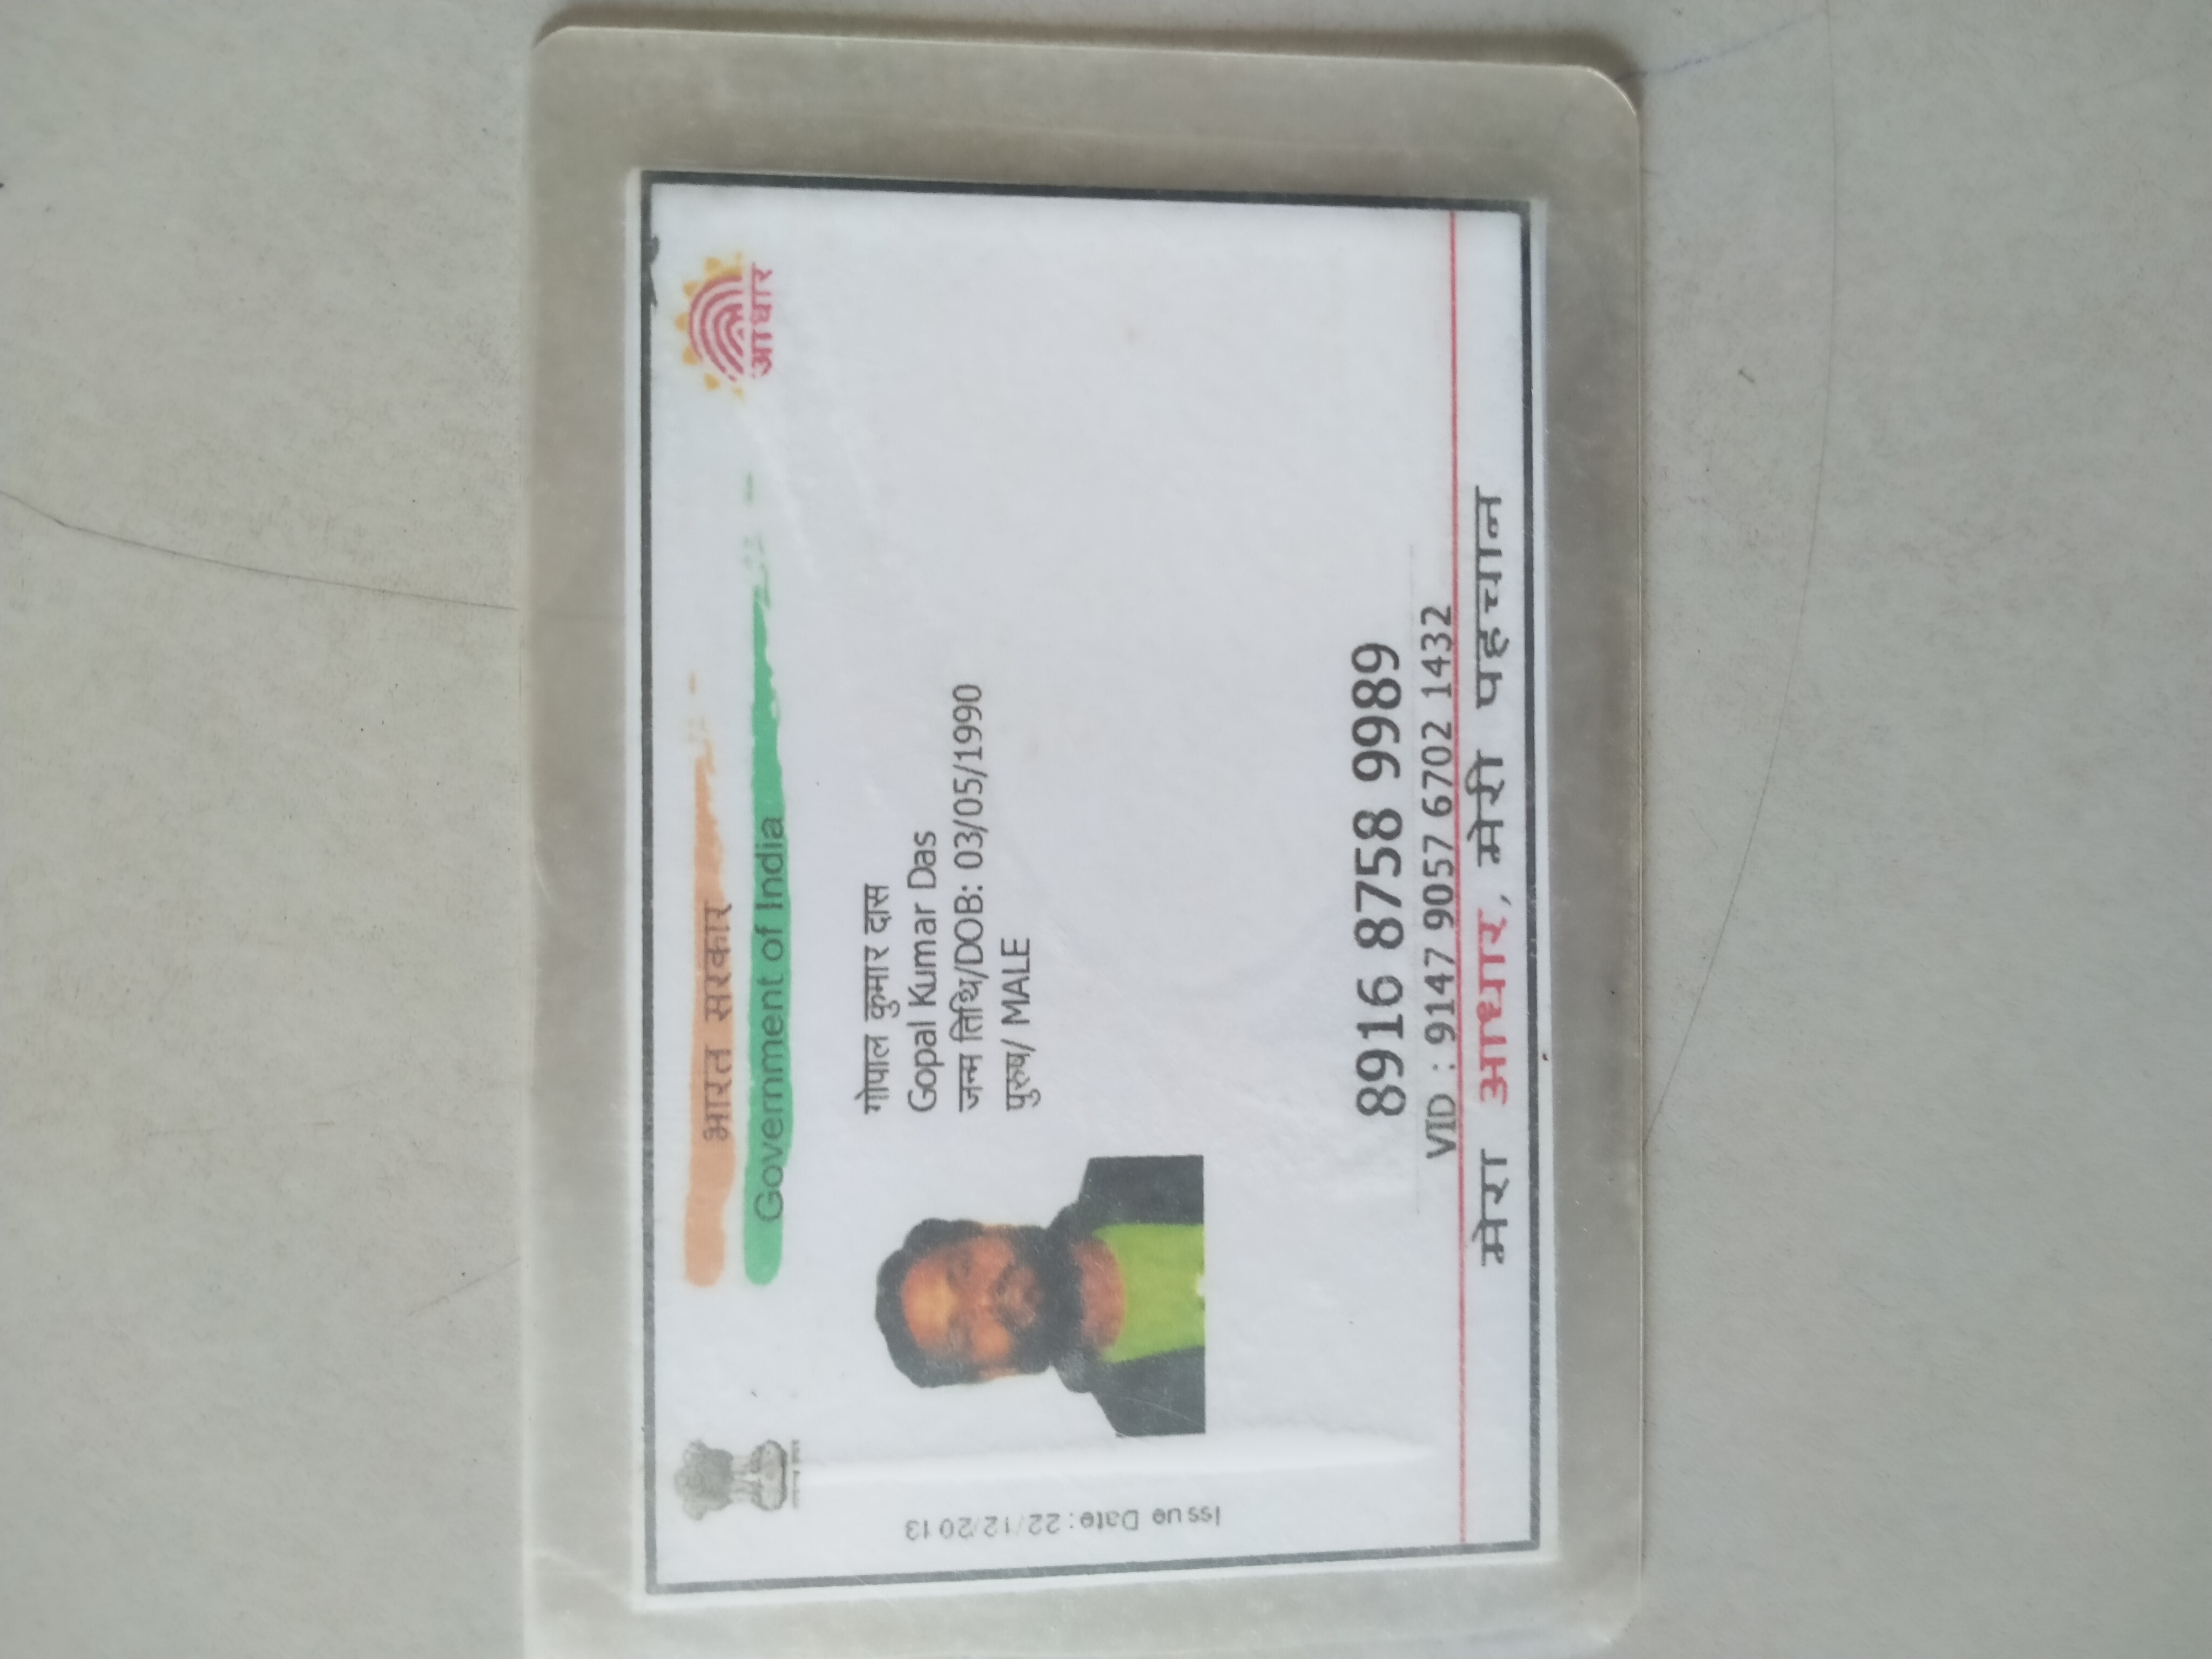 भारत सरकार
Government of India
आधार
Issue Date: 22/12/2013
गोपाल कुमार दास
Gopal Kumar Das
जन्म तिथि/DOB: 03/05/1990
पुरुष/ MALE
8916 8758 9989
VID : 9147 9057 6702 1432
मेरा आधार, मेरी पहचान